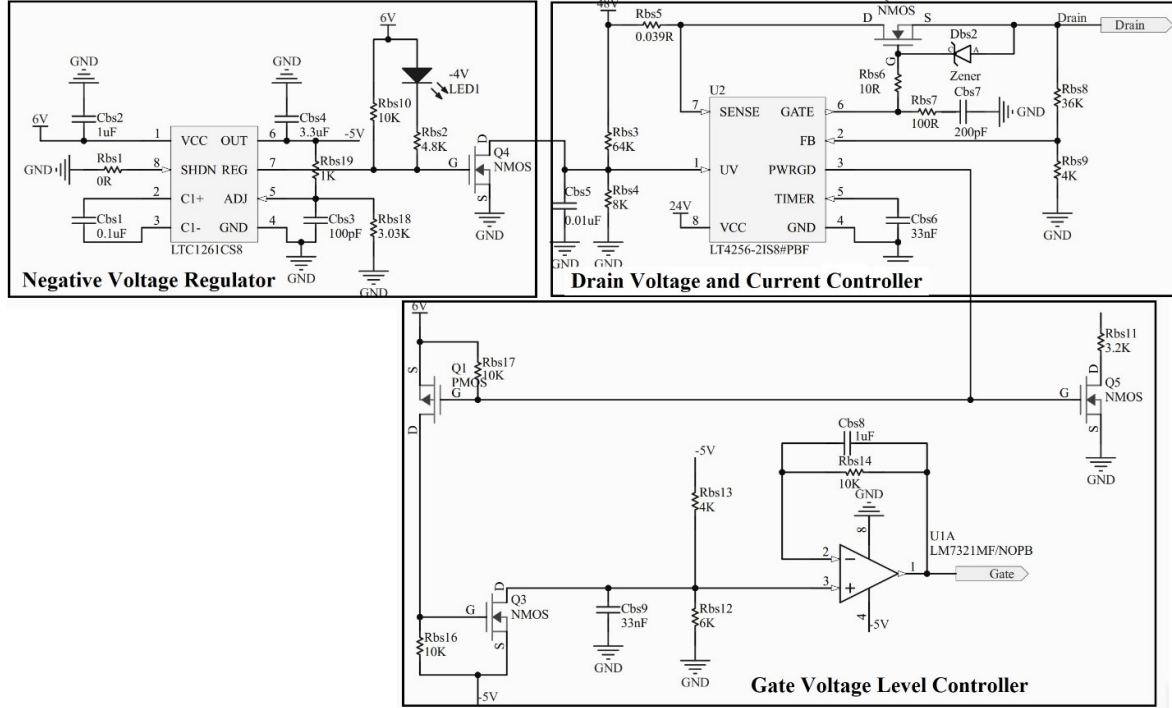 6V
GND
Cbs2
1uF
6V
GND
Rbs1
0R
Cbs1
0.1uF
1
8
2
3
VCC OUT
SHDN REG
C1+ ADJ
C1- GND
LTC1261CS8
6
7
5
4
GND
Cbs4
3.3uF
-5V
Rbs19
1K
Cbs3
100pF
GND
Rbs18
3.03K
GND
Rbs10
10K
-4V
LED1
Rbs2
4.8K
G
D
S
Q4
NMOS
GND
Negative Voltage Regulator
48V
Rbs5
0.039R
Rbs3
64K
Rbs4
8K
Cbs5
0.01uF
GND
GND
24V
U2
7
1
8
SENSE GATE
FB
UV PWRGD
TIMER
VCC GND
LT4256-2IS8#PBF
6
2
3
5
4
NMOS
D
S
G
Dbs2
C
A
Zener
Rbs6
10R
Rbs7
100R
Cbs7
200pF
GND
Drain
Drain
Rbs8
36K
Rbs9
4K
GND
Cbs6
33nF
Drain Voltage and Current Controller
6V
S
Q1
PMOS
G
D
Rbs17
10K
Rbs11
3.2K
D
Q5
NMOS
G
S
GND
Cbs8
1uF
Rbs14
10K
GND
-5V
Rbs13
4K
8
U1A
LM7321MF/NOPB
2
3
1
4
-5V
Gate
D
Q3
NMOS
G
S
Rbs16
10K
-5V
Cbs9
33nF
GND
Rbs12
6K
GND
Gate Voltage Level Controller